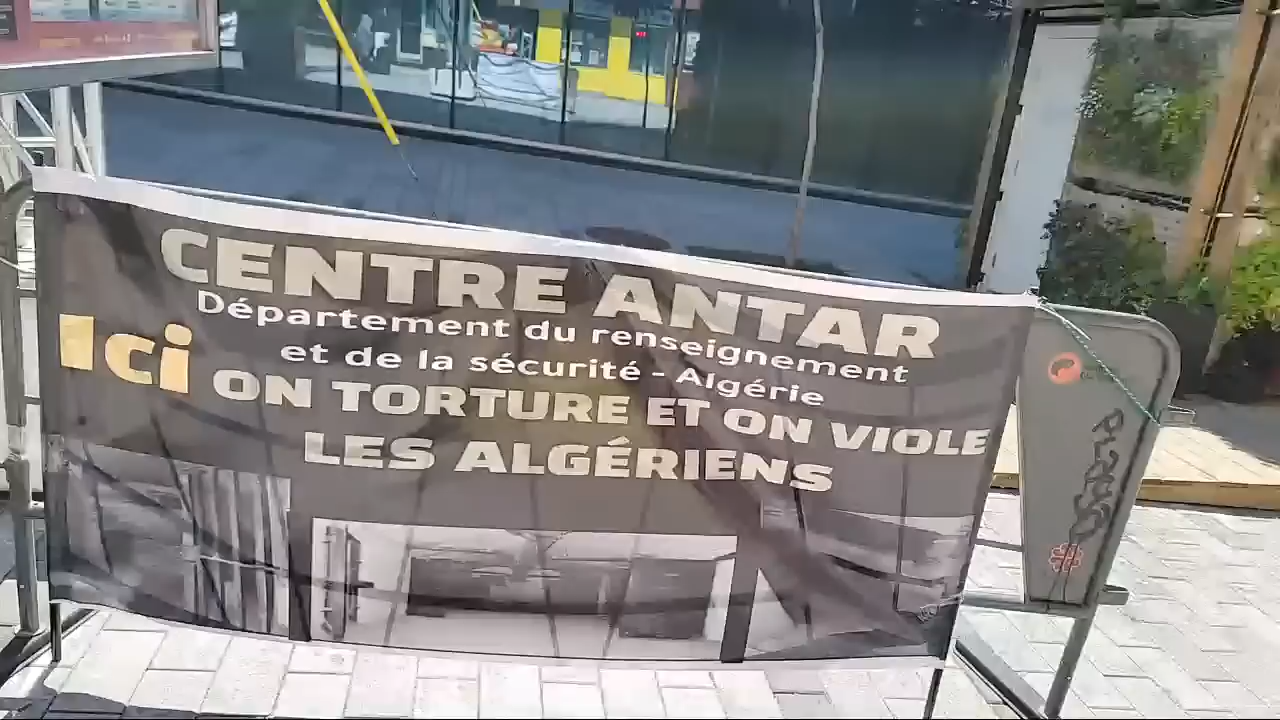 CENTRE ANTAR
Département du renseignement
et de la sécurité - Algérie
Ici ON TORTURE ET ON VIOLE
LES ALGÉRIENS